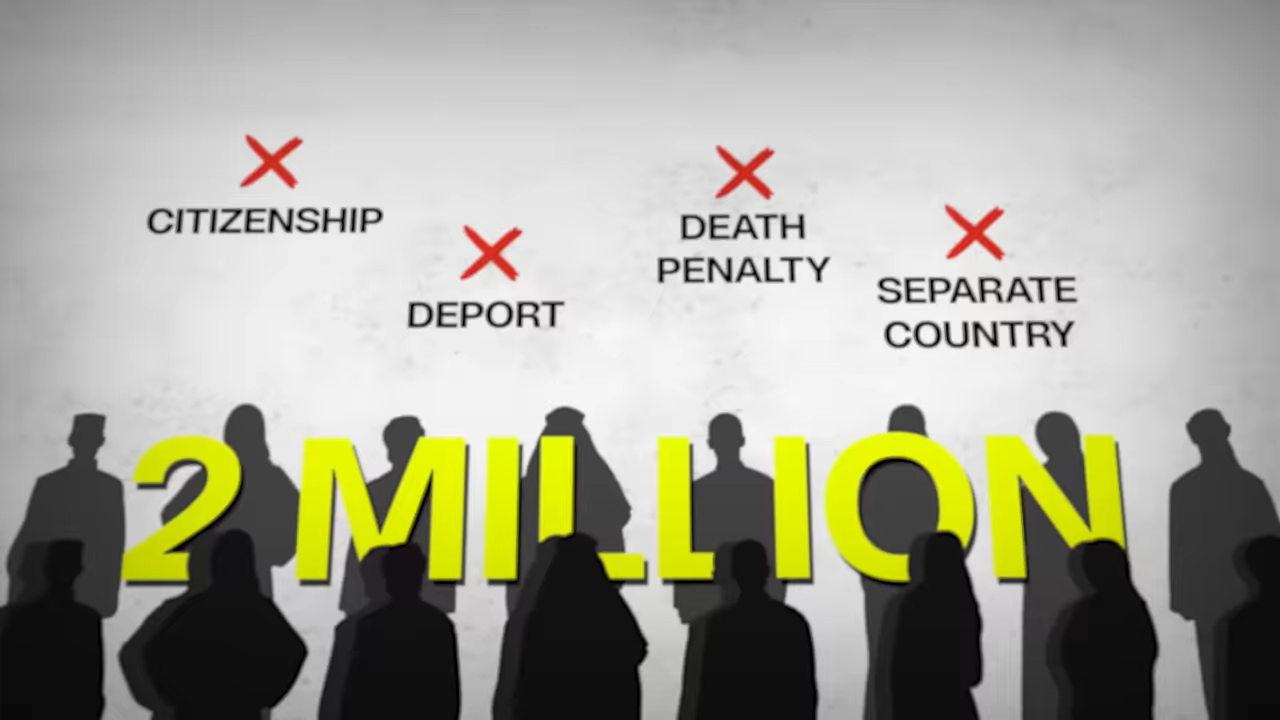 CITIZENSHIP
DEPORT
DEATH
PENALTY
SEPARATE
COUNTRY
2 MILLION